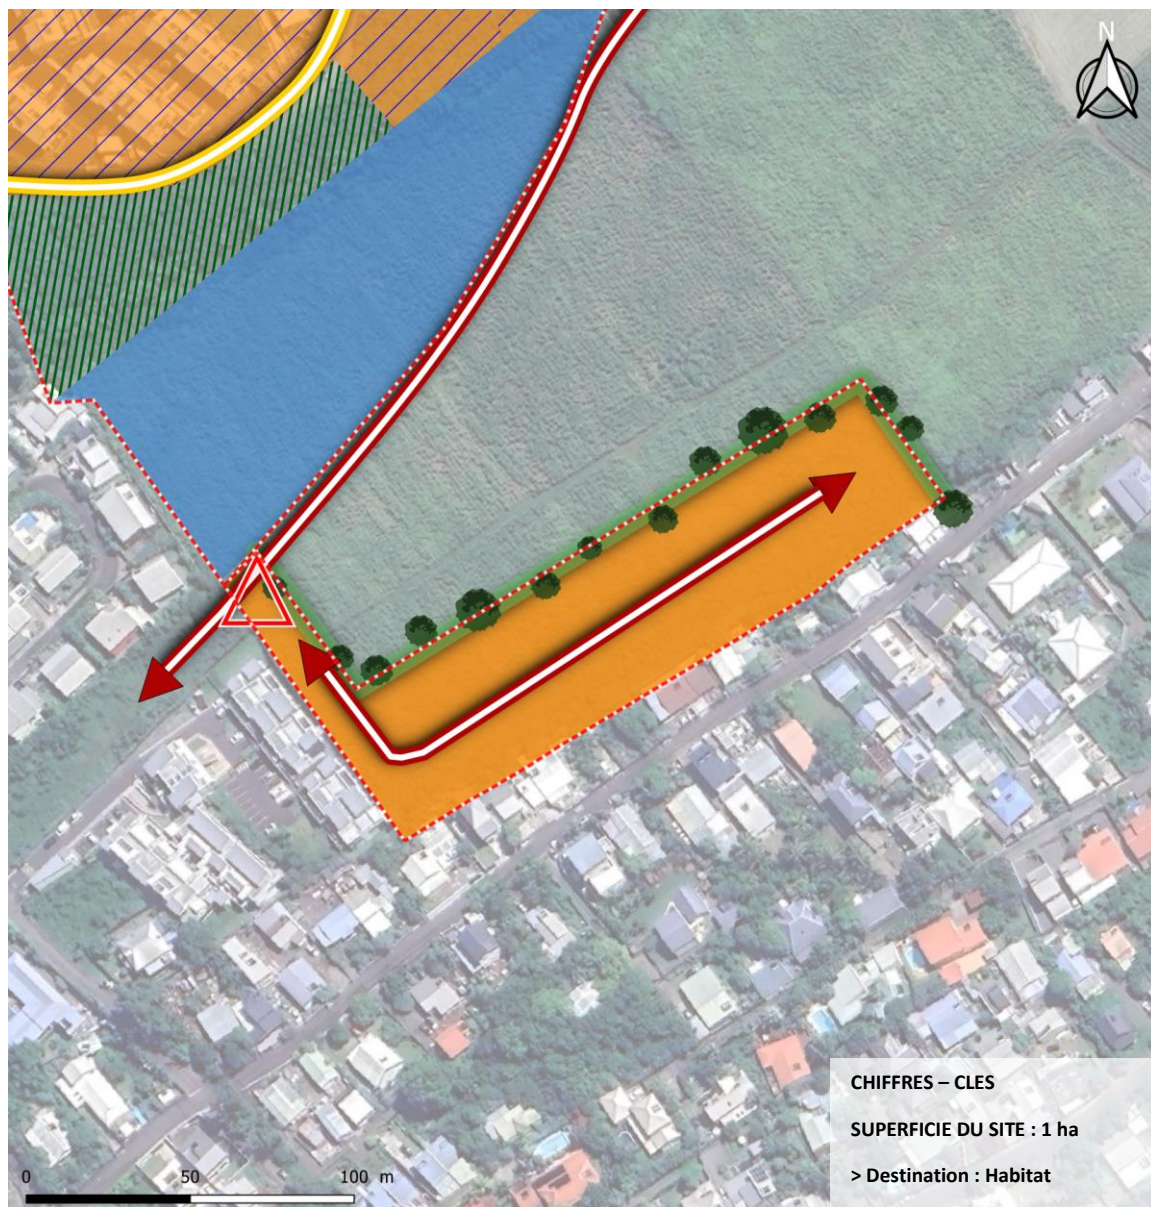 N
CHIFFRES – CLES
SUPERFICIE DU SITE : 1 ha
> Destination : Habitat
0 50 100 m